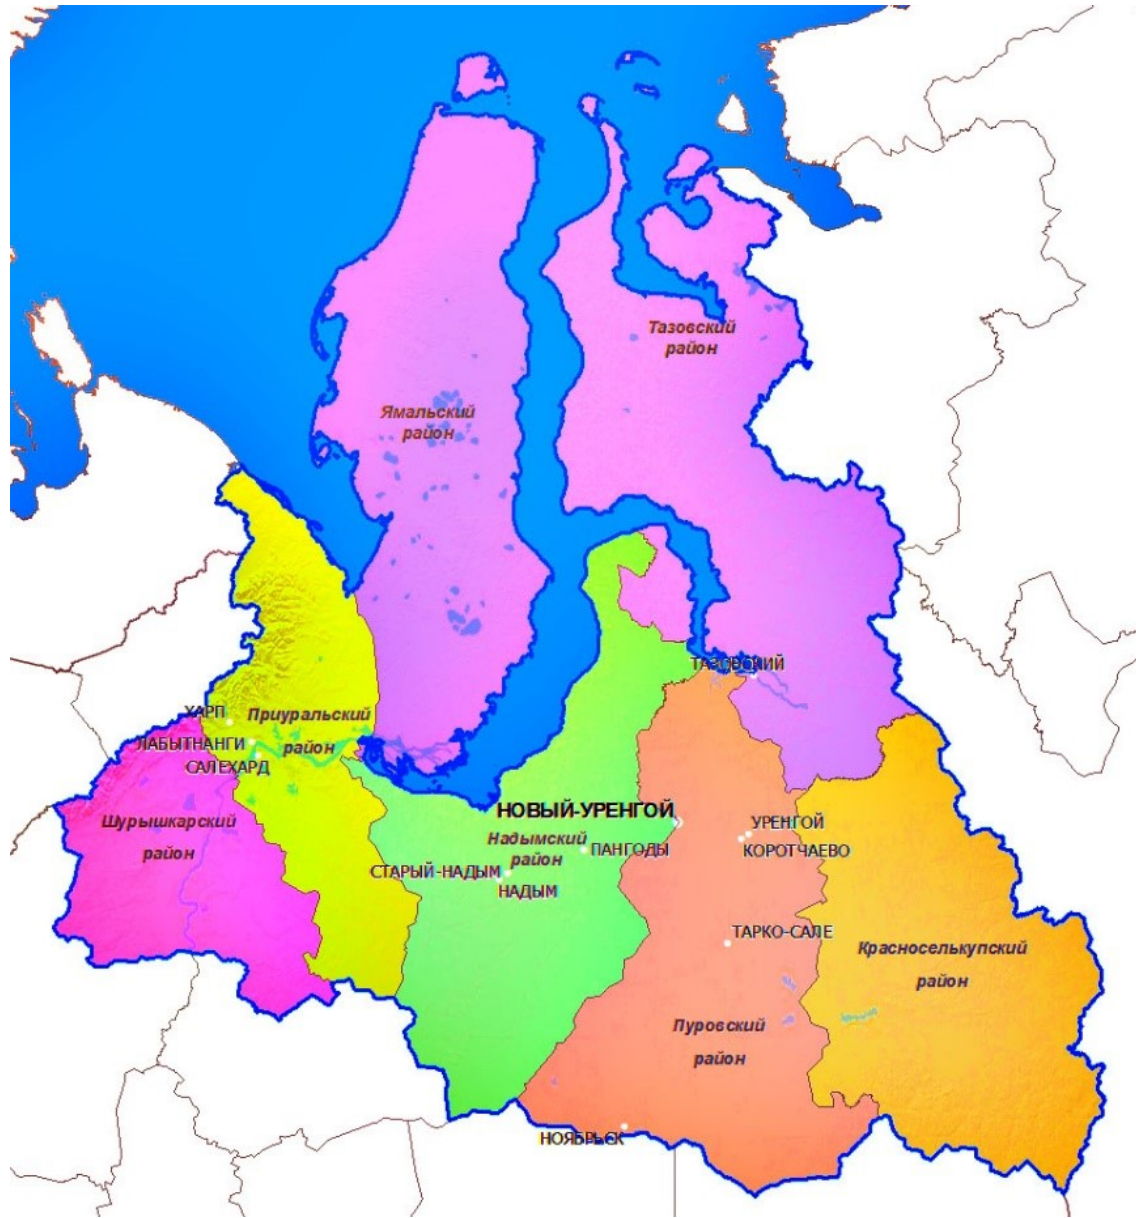 Тазовский
район
Ямальский
район
ТАЗОВСКИЙ
ХАРП
Приуральский
район
ЛАБЫТНАНГИ
САЛЕХАРД
НОВЫЙ-УРЕНГОЙ
Шурышкарский
район
УРЕНГОЙ
Надымский
район
ПАНГОДЫ
КОРОТЧАЕВО
СТАРЫЙ-НАДЫМ
НАДЫМ
ТАРКО-САЛЕ
Красноселькупский
район
Пуровский
район
НОЯБРЬСК